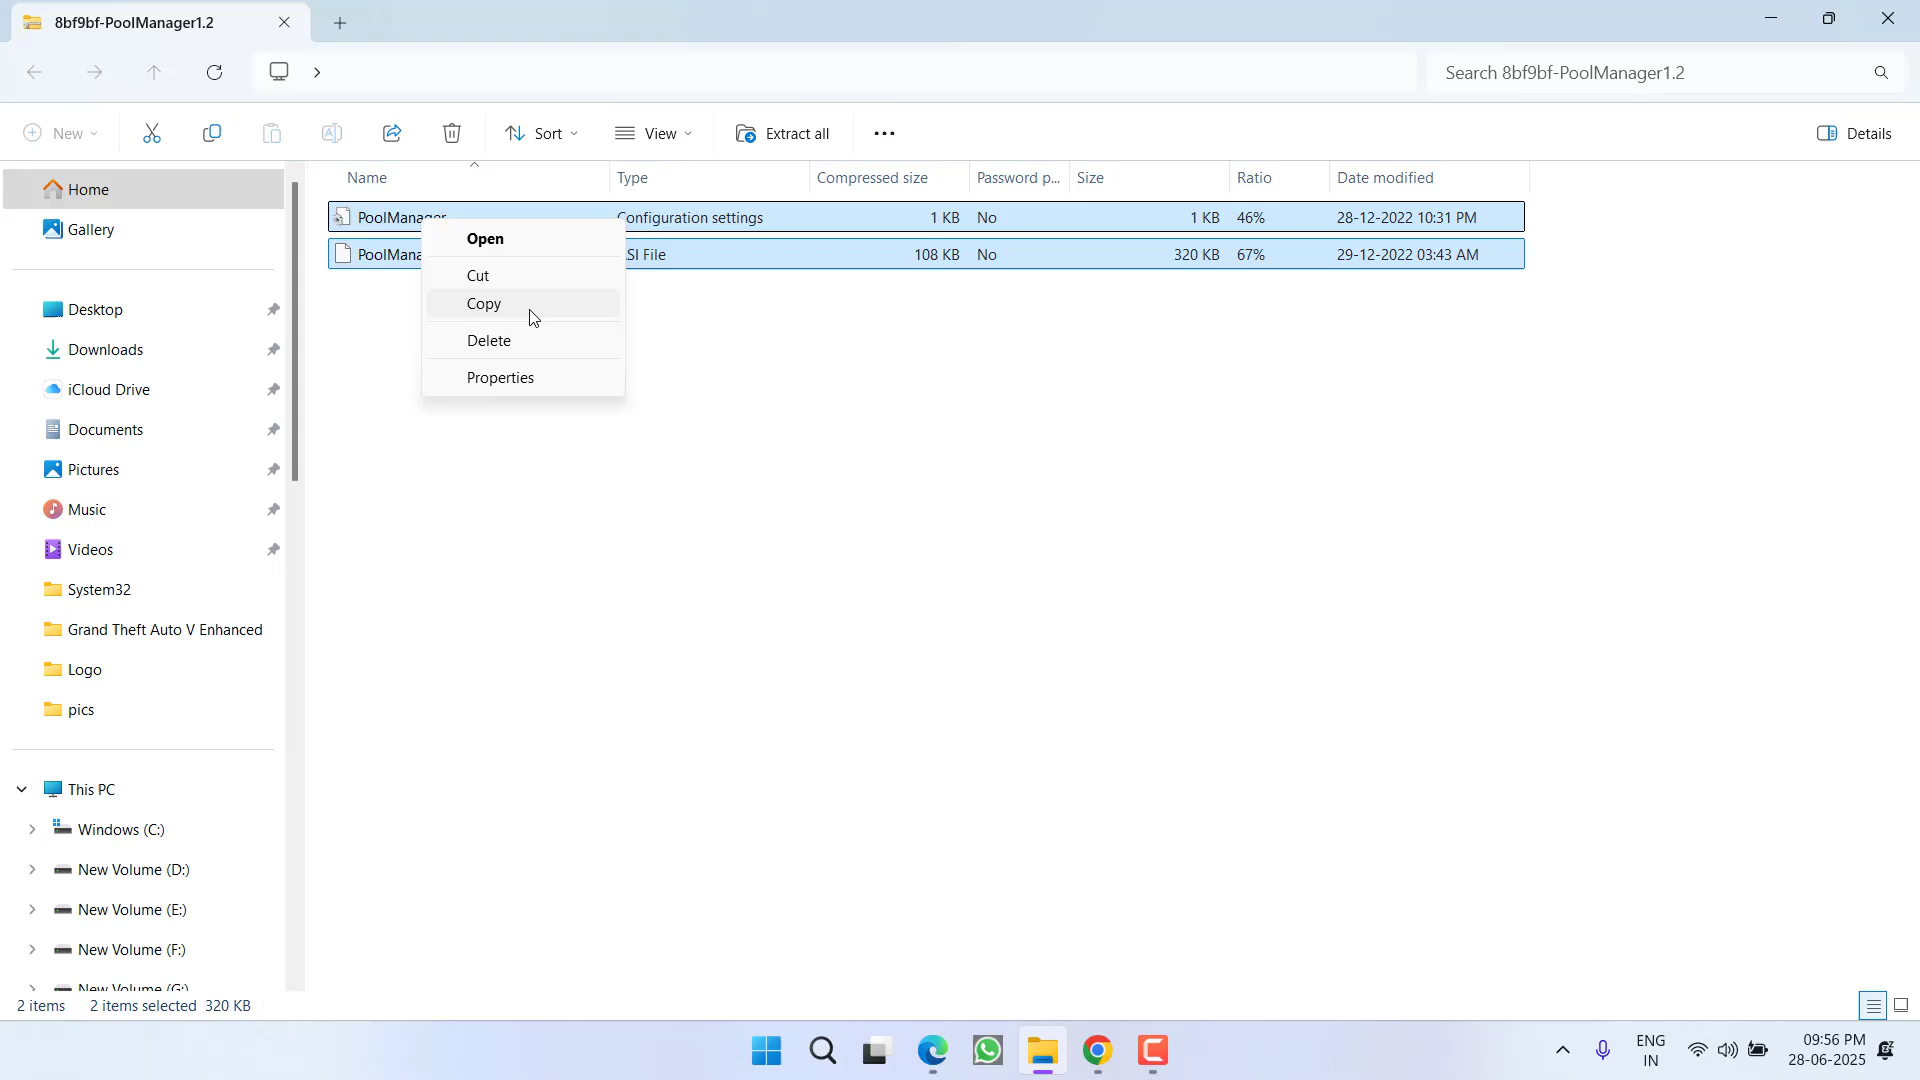 8bf9bf-PoolManager1.2
Search 8bf9bf-PoolManager1.2
New
Sort
View
Extract all
Details
Name
Type
Compressed size
Password p...
Size
Ratio
Date modified
PoolManager
Configuration settings
1 KB
No
1 KB
46%
28-12-2022 10:31 PM
PoolMana
SI File
108 KB
No
320 KB
67%
29-12-2022 03:43 AM
Open
Cut
Copy
Delete
Properties
Home
Gallery
Desktop
Downloads
iCloud Drive
Documents
Pictures
Music
Videos
System32
Grand Theft Auto V Enhanced
Logo
pics
This PC
Windows (C:)
New Volume (D:)
New Volume (E:)
New Volume (F:)
New Volume (G:)
2 items
2 items selected 320 KB
ENG
IN
09:56 PM
28-06-2025